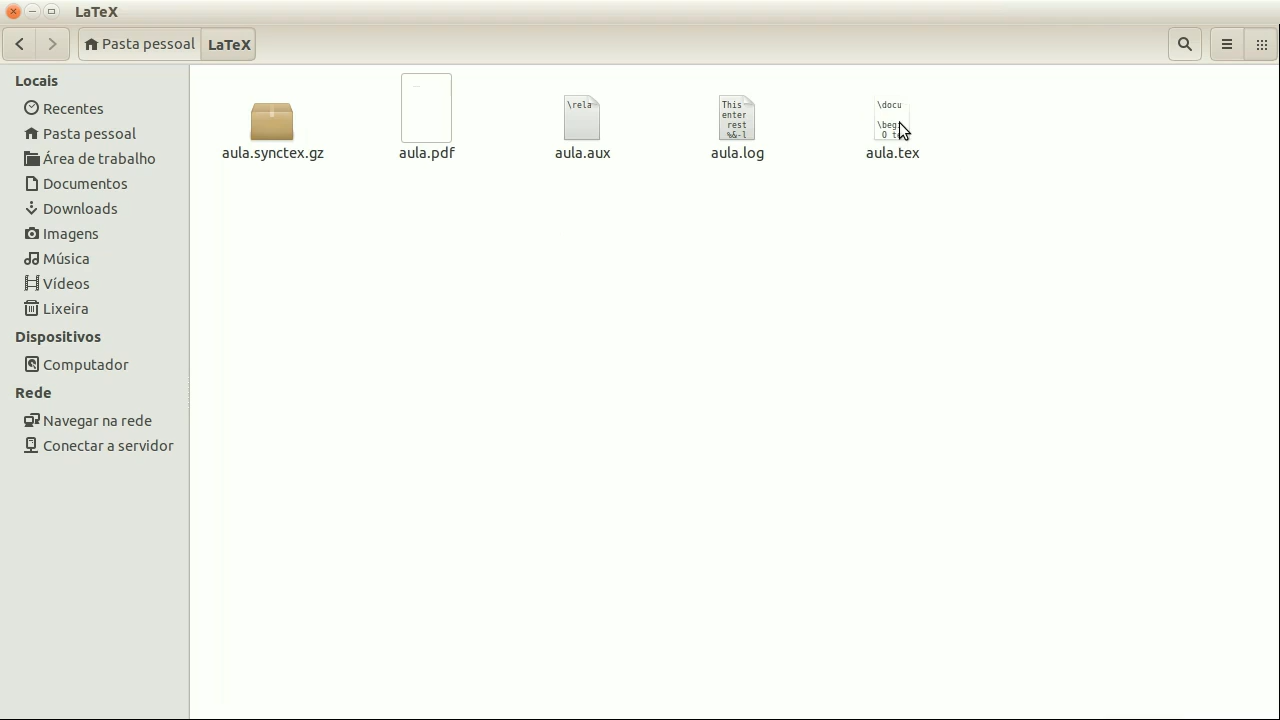 LaTeX
Pasta pessoal
LaTeX
Locais
Recentes
Pasta pessoal
Área de trabalho
Documentos
Downloads
Imagens
Música
Vídeos
Lixeira
Dispositivos
Computador
Rede
Navegar na rede
Conectar a servidor
\rela
This
enter
rest
%&-l
\docu
\beg
O t
aula.synctex.gz
aula.pdf
aula.aux
aula.log
aula.tex